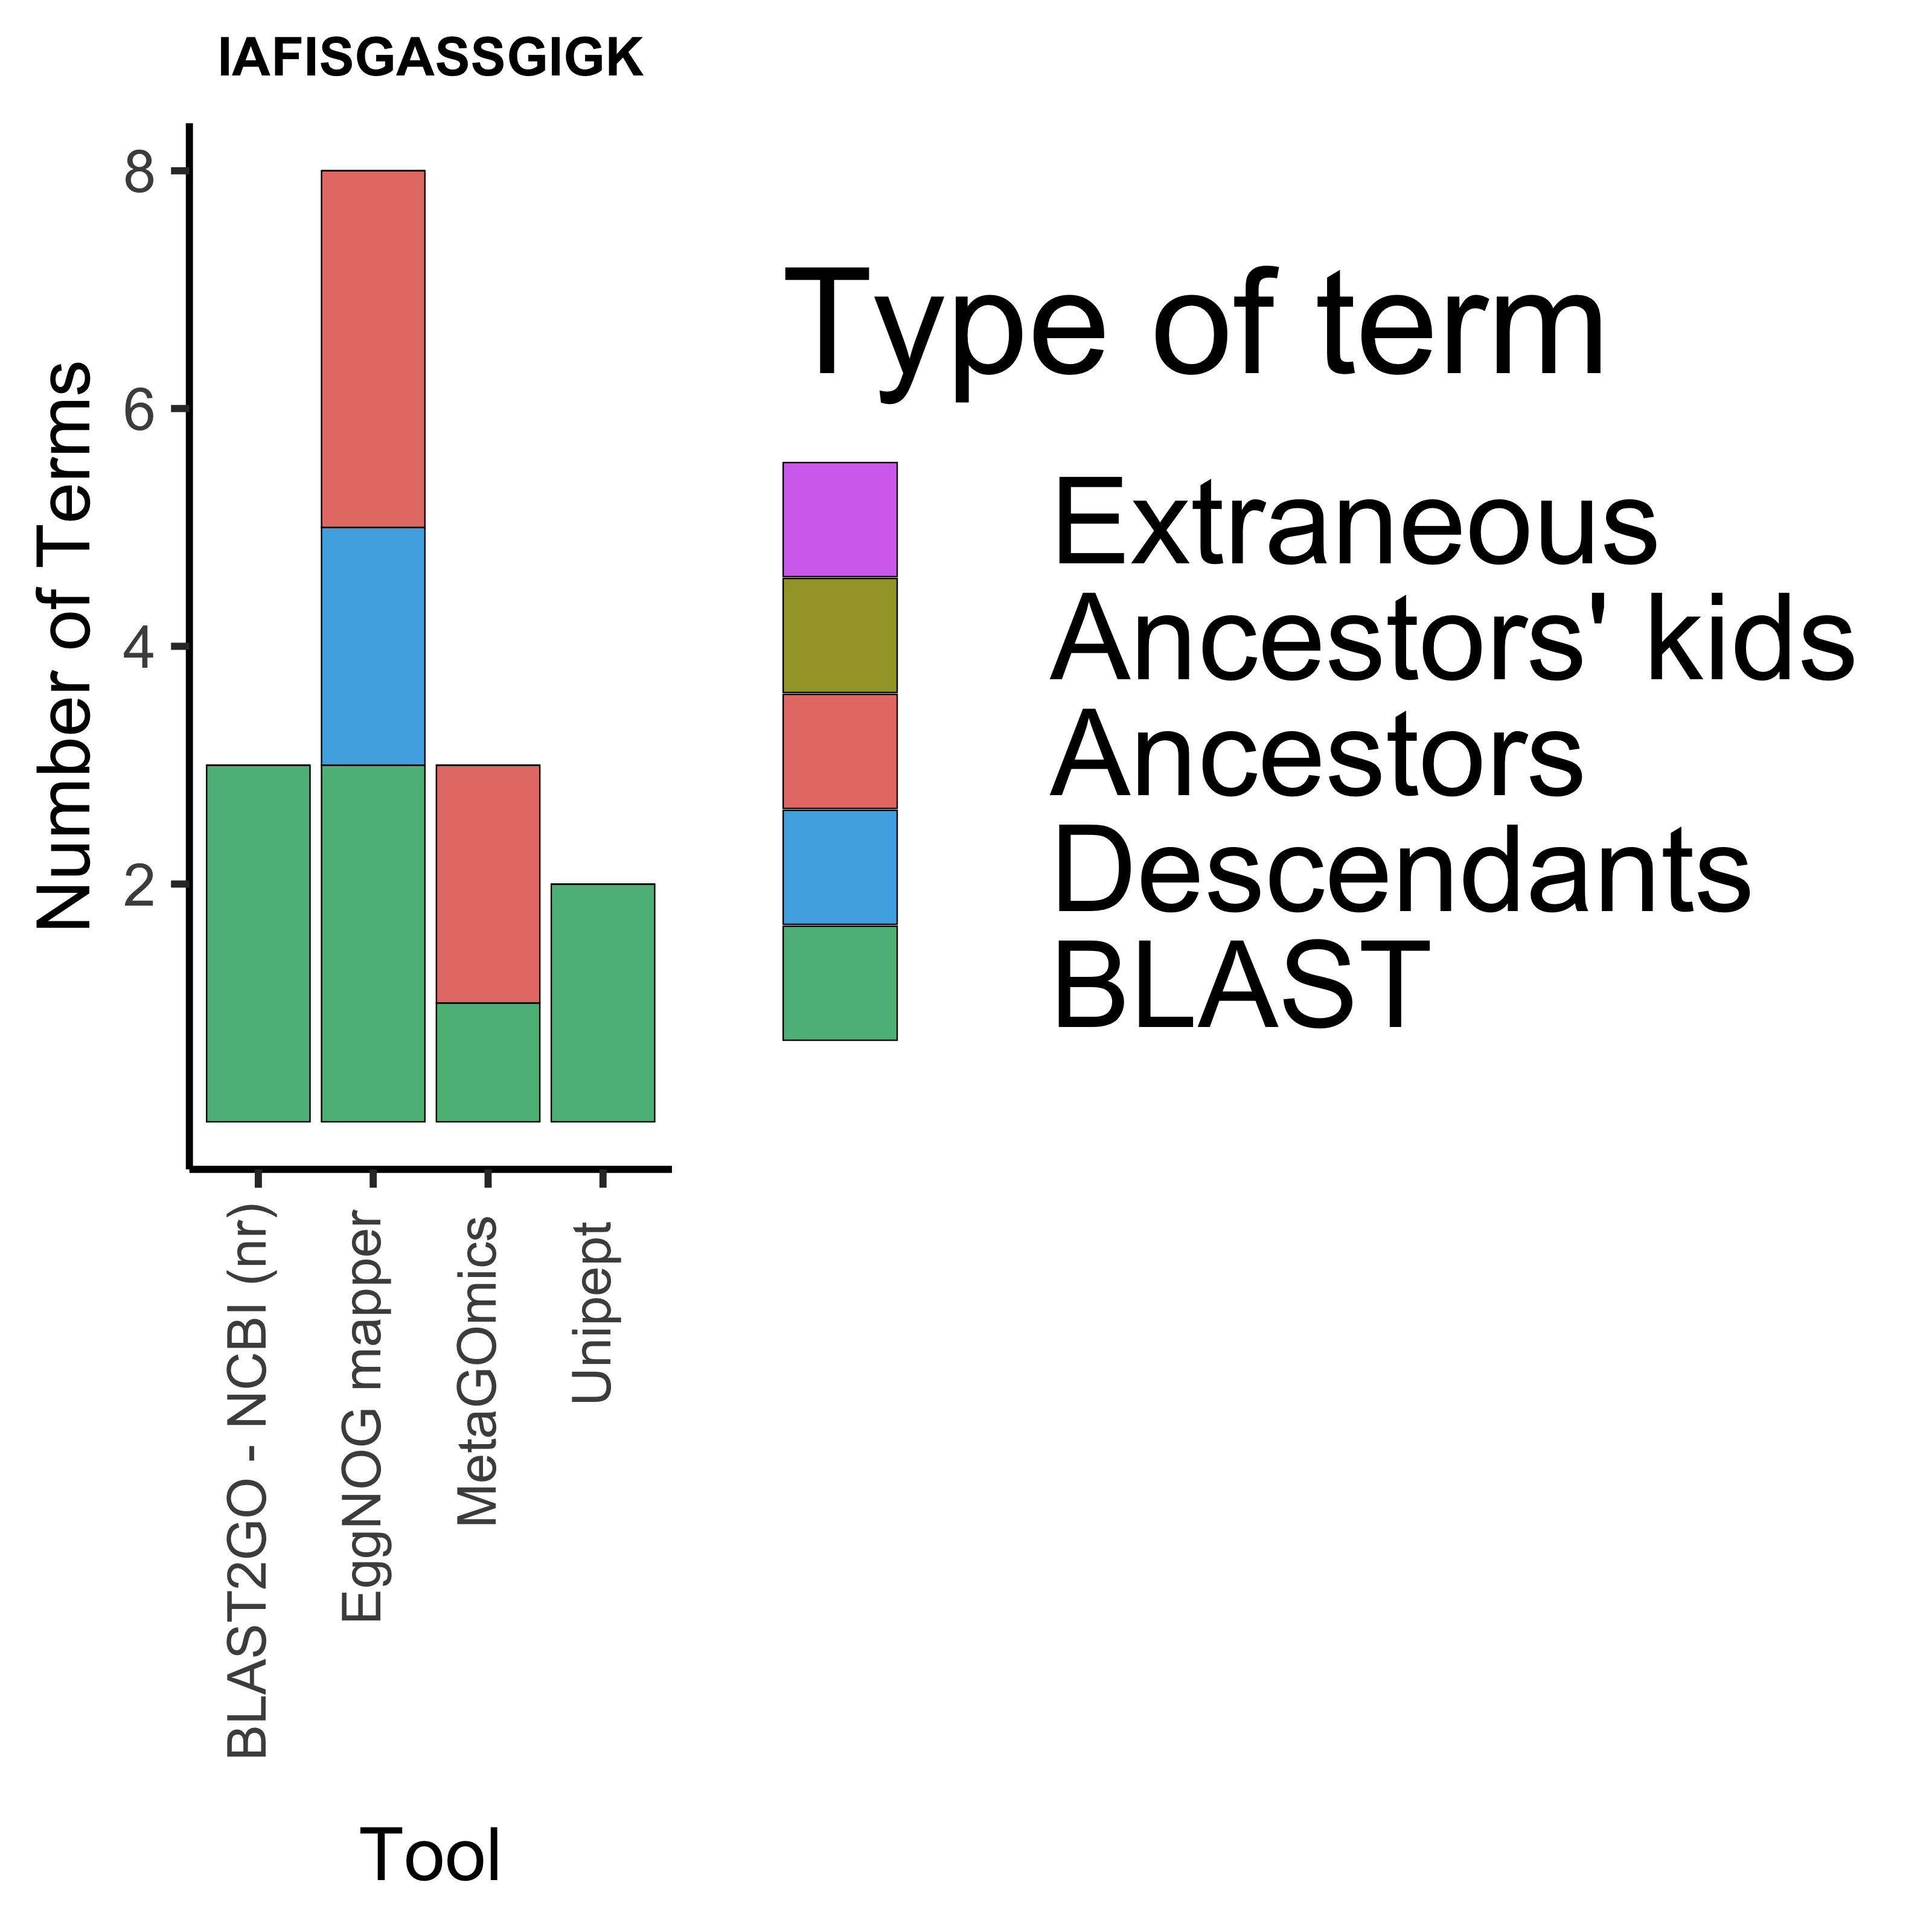 IAFISGASSGIGK
Number of Terms
8
6
4
2
BLAST2GO - NCBI (nr)
EggNOG mapper
MetaGOmics
Unipept
Tool
Type of term
Extraneous
Ancestors' kids
Ancestors
Descendants
BLAST